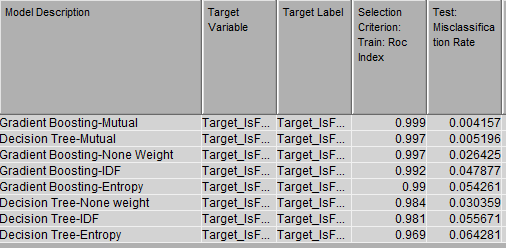 Model Description Target Variable Target Label Selection Criterion: Train: Roc Index Test: Misclassifica tion Rate
Gradient Boosting-Mutual Target_IsF... Target_IsF... 0.999 0.004157
Decision Tree-Mutual Target_IsF... Target_IsF... 0.997 0.005196
Gradient Boosting-None Weight Target_IsF... Target_IsF... 0.997 0.026425
Gradient Boosting-IDF Target_IsF... Target_IsF... 0.992 0.047877
Gradient Boosting-Entropy Target_IsF... Target_IsF... 0.99 0.054261
Decision Tree-None weight Target_IsF... Target_IsF... 0.984 0.030359
Decision Tree-IDF Target_IsF... Target_IsF... 0.981 0.055671
Decision Tree-Entropy Target_IsF... Target_IsF... 0.969 0.064281